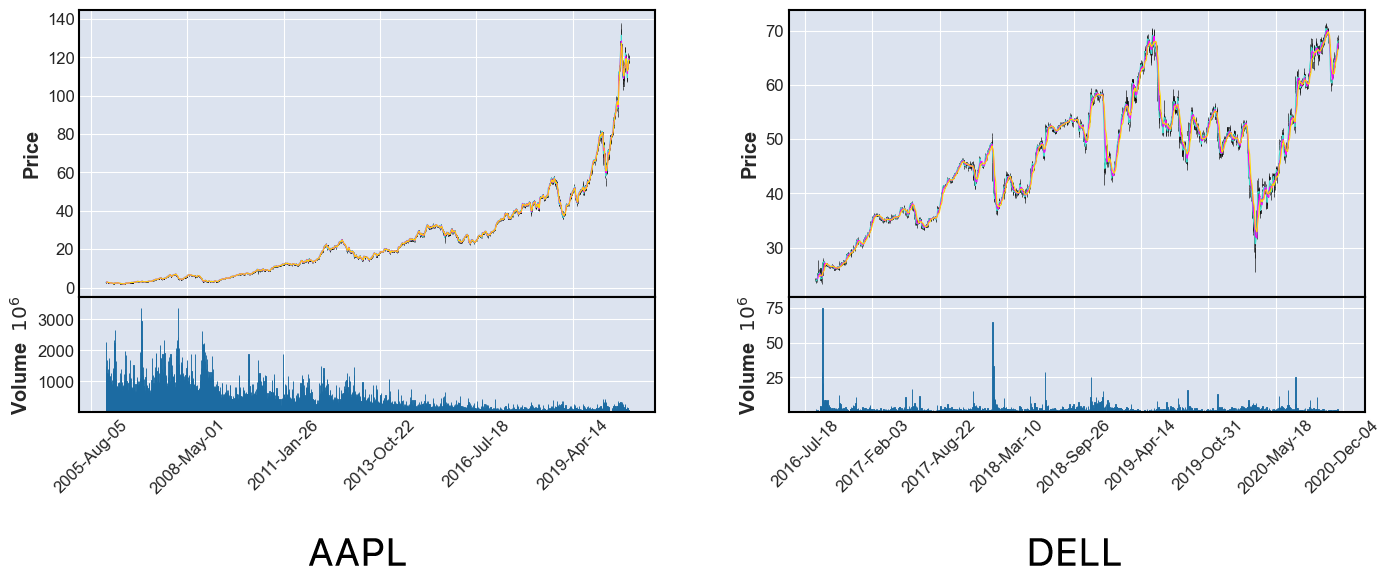 140
120
100
80
60
40
20
0
Price
3000
2000
1000
Volume 10^6
2005-Aug-05
2008-May-01
2011-Jan-26
2013-Oct-22
2016-Jul-18
2019-Apr-14
AAPL
70
60
50
40
30
Price
75
50
25
Volume 10^6
2016-Jul-18
2017-Feb-03
2017-Aug-22
2018-Mar-10
2018-Sep-26
2019-Apr-14
2019-Oct-31
2020-May-18
2020-Dec-04
DELL